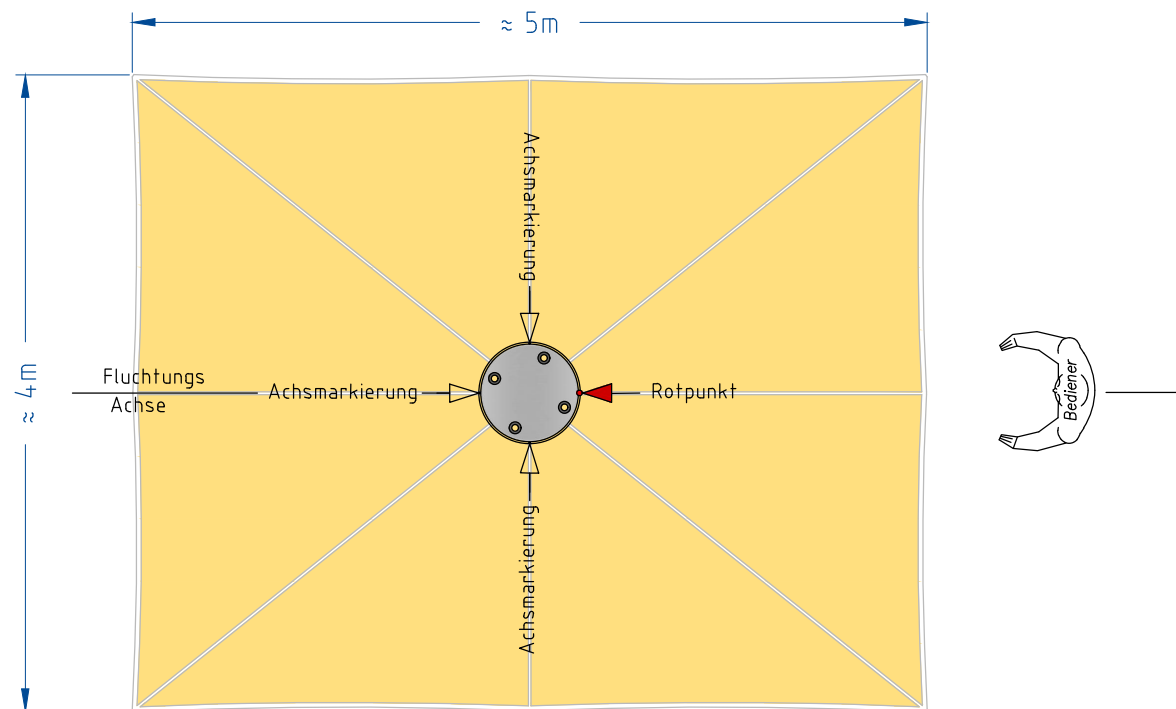 ≈ 5m
Achsmarkierung
≈ 4m
Fluchtungs
Achse
Achsmarkierung
Rotpunkt
Bediener
Achsmarkierung